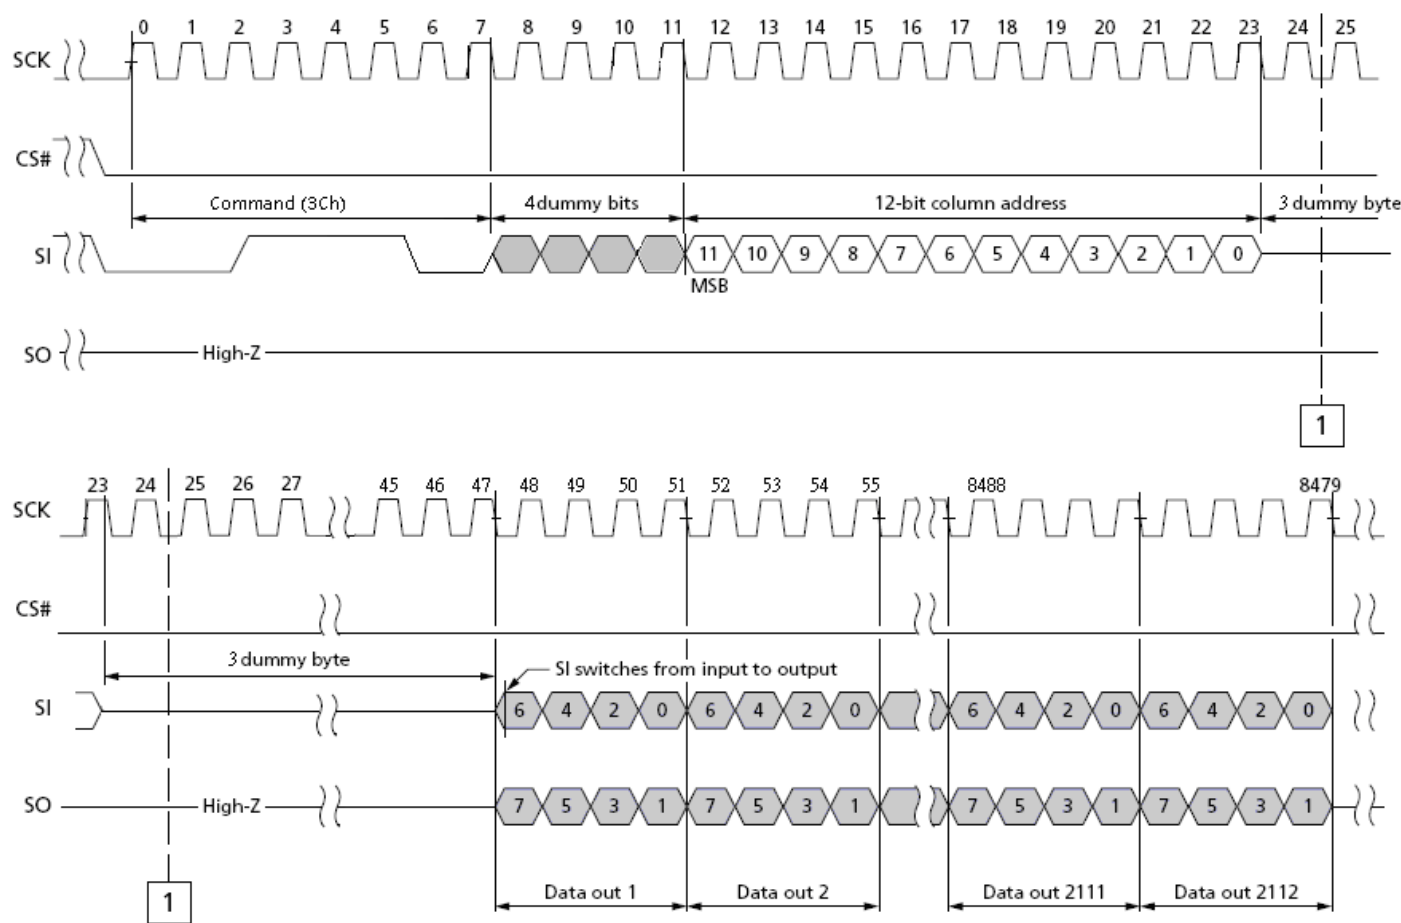 0 1 2 3 4 5 6 7 8 9 10 11 12 13 14 15 16 17 18 19 20 21 22 23 24 25
SCK
CS#
Command (3Ch) 4 dummy bits 12-bit column address 3 dummy byte
SI 11 10 9 8 7 6 5 4 3 2 1 0
MSB
SO High-Z
1
23 24 25 26 27 45 46 47 48 49 50 51 52 53 54 55 8488 8479
SCK
CS#
3 dummy byte
SI switches from input to output
SI 6 4 2 0 6 4 2 0 6 4 2 0 6 4 2 0
SO High-Z 7 5 3 1 7 5 3 1 7 5 3 1 7 5 3 1
1 Data out 1 Data out 2 Data out 2111 Data out 2112